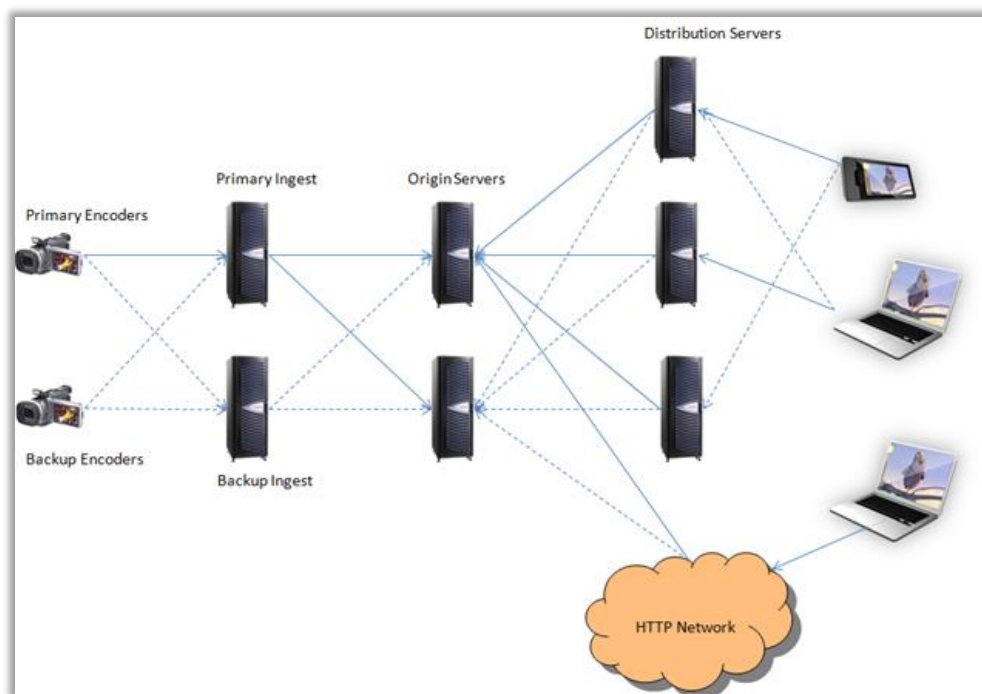 Distribution Servers
Primary Ingest
Origin Servers
Primary Encoders
Backup Encoders
Backup Ingest
HTTP Network